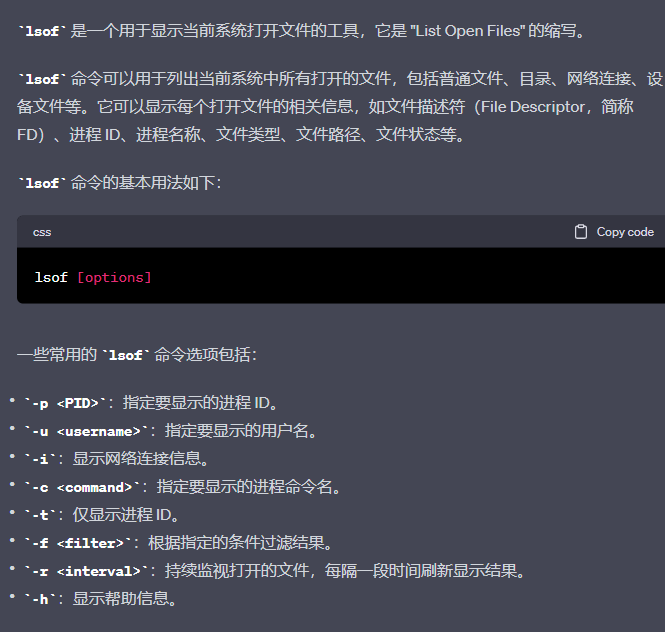 `lsof` 是一个用于显示当前系统打开文件的工具，它是 "List Open Files" 的缩写。
`lsof` 命令可以用于列出当前系统中所有打开的文件，包括普通文件、目录、网络连接、设
备文件等。它可以显示每个打开文件的相关信息，如文件描述符（File Descriptor，简称
FD）、进程 ID、进程名称、文件类型、文件路径、文件状态等。
`lsof` 命令的基本用法如下：
css Copy code
lsof [options]
一些常用的 `lsof` 命令选项包括：
• `-p <PID>`：指定要显示的进程 ID。
• `-u <username>`：指定要显示的用户名。
• `-i`：显示网络连接信息。
• `-c <command>`：指定要显示的进程命令名。
• `-t`：仅显示进程 ID。
• `-f <filter>`：根据指定的条件过滤结果。
• `-r <interval>`：持续监视打开的文件，每隔一段时间刷新显示结果。
• `-h`：显示帮助信息。